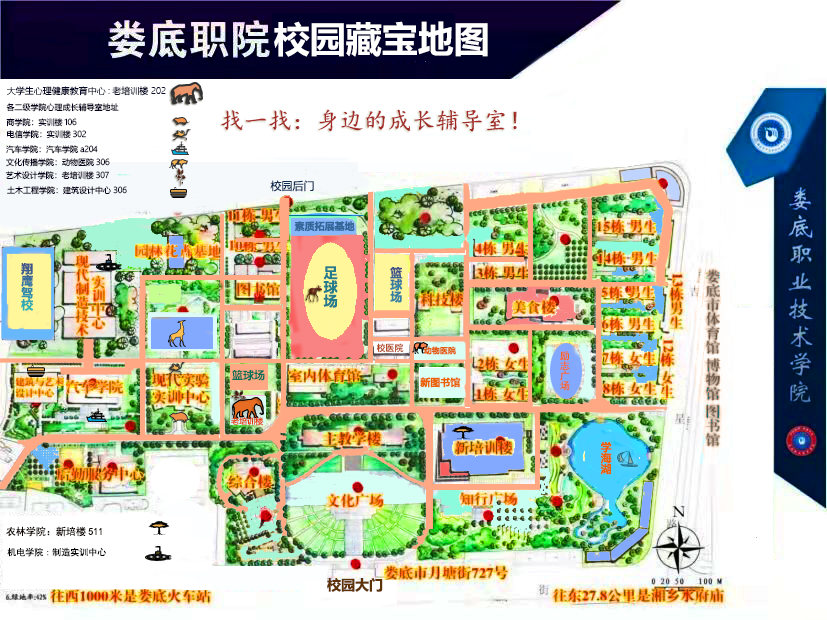 娄底职院校园藏宝地图
大学生心理健康教育中心：老培训楼 202
各二级学院心理成长辅导室地址
商学院：实训楼 106
电信学院：实训楼 302
汽车学院：汽车学院 a204
文化传播学院：动物医院 306
艺术设计学院：老培训楼 307
土木工程学院：建筑设计中心 306
找一找：身边的成长辅导室！
校园后门
娄底职业技术学院
11栋 男生
素质拓展基地
园林花卉基地
10栋 男生
15栋 男生
4栋 男生
14栋 男生
翔鹰驾校
现代制造技术
实训中心
足球场
篮球场
3栋 男生
图书馆
科技楼
美食楼
5栋 男生
13栋 男生
6栋 男生
娄底市体育馆 博物馆 图书馆
校医院
动物医院
励志广场
7栋 女生
12栋 女生
2栋 女生
建筑与艺术
设计中心
汽车学院
现代实验
实训中心
篮球场
室内体育馆
新图书馆
1栋 女生
8栋 女生
老培训楼
主教学楼
新培训楼
学海湖
星
后勤服务中心
综合楼
文化广场
知行广场
农林学院：新培楼 511
机电学院：制造实训中心
N
路
校园大门
娄底市月塘街727号
街
0 20 50 100 M
6.绿地率:42%
往西1000米是娄底火车站
往东27.8公里是湘乡水府庙